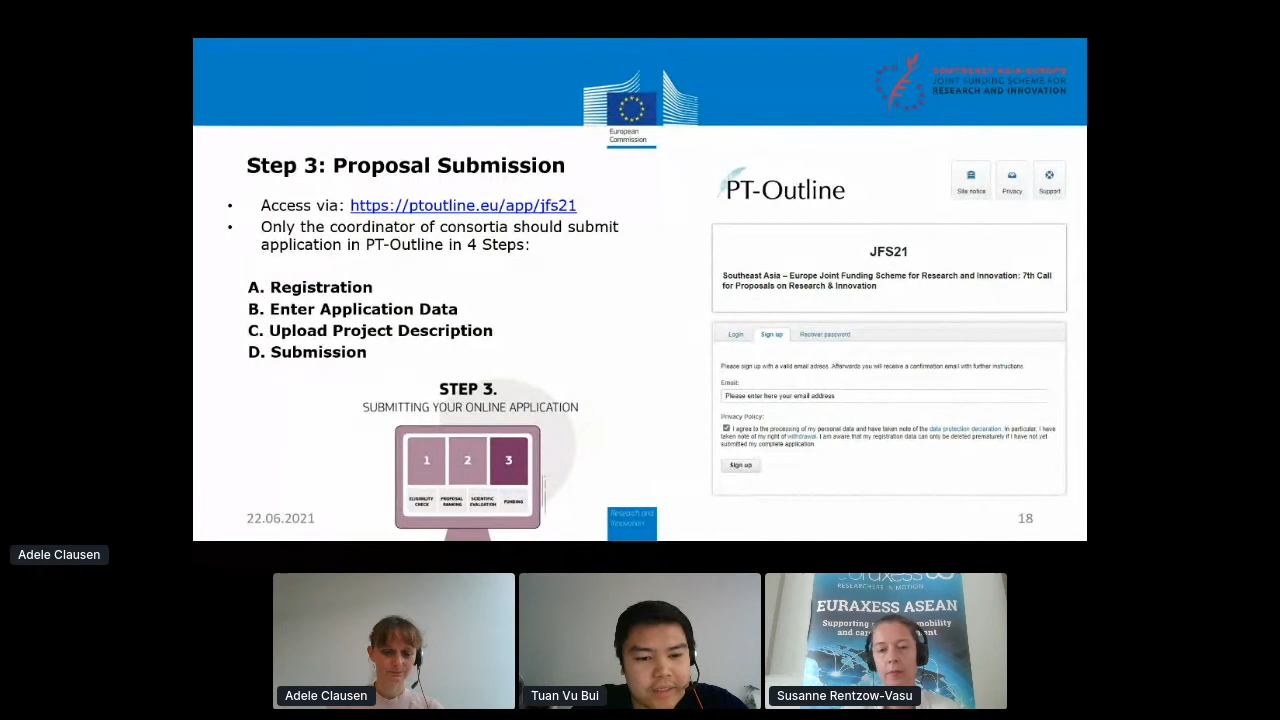 SOUTHEAST ASIA-EUROPE
JOINT FUNDING SCHEME FOR
RESEARCH AND INNOVATION
European
Commission
Step 3: Proposal Submission
• Access via: https://ptoutline.eu/app/jfs21
• Only the coordinator of consortia should submit
application in PT-Outline in 4 Steps:
A. Registration
B. Enter Application Data
C. Upload Project Description
D. Submission
STEP 3.
SUBMITTING YOUR ONLINE APPLICATION
1 2 3
ELIGIBILITY CHECK
PROPOSAL RANKING
SCIENTIFIC EVALUATION
FUNDING
22.06.2021
Research and
Innovation
18
PT-Outline
Site notice Privacy Support
JFS21
Southeast Asia – Europe Joint Funding Scheme for Research and Innovation: 7th Call
for Proposals on Research & Innovation
Login Sign up Recover password
Please sign up with a valid email adress. Afterwards you will receive a confirmation email with further instructions.
Email:
Please enter here your email address
Privacy Policy:
I agree to the processing of my personal data and have taken note of the data protection declaration. In particular, I have
taken note of my right of withdrawal. I am aware that my registration data can only be deleted prematurely if I have not yet
submitted my complete application.
Sign up
Adele Clausen
Adele Clausen
Tuan Vu Bui
euraxess
RESEARCHERS IN MOTION
EURAXESS ASEAN
Supporting
mobility
and
Susanne Rentzow-Vasu